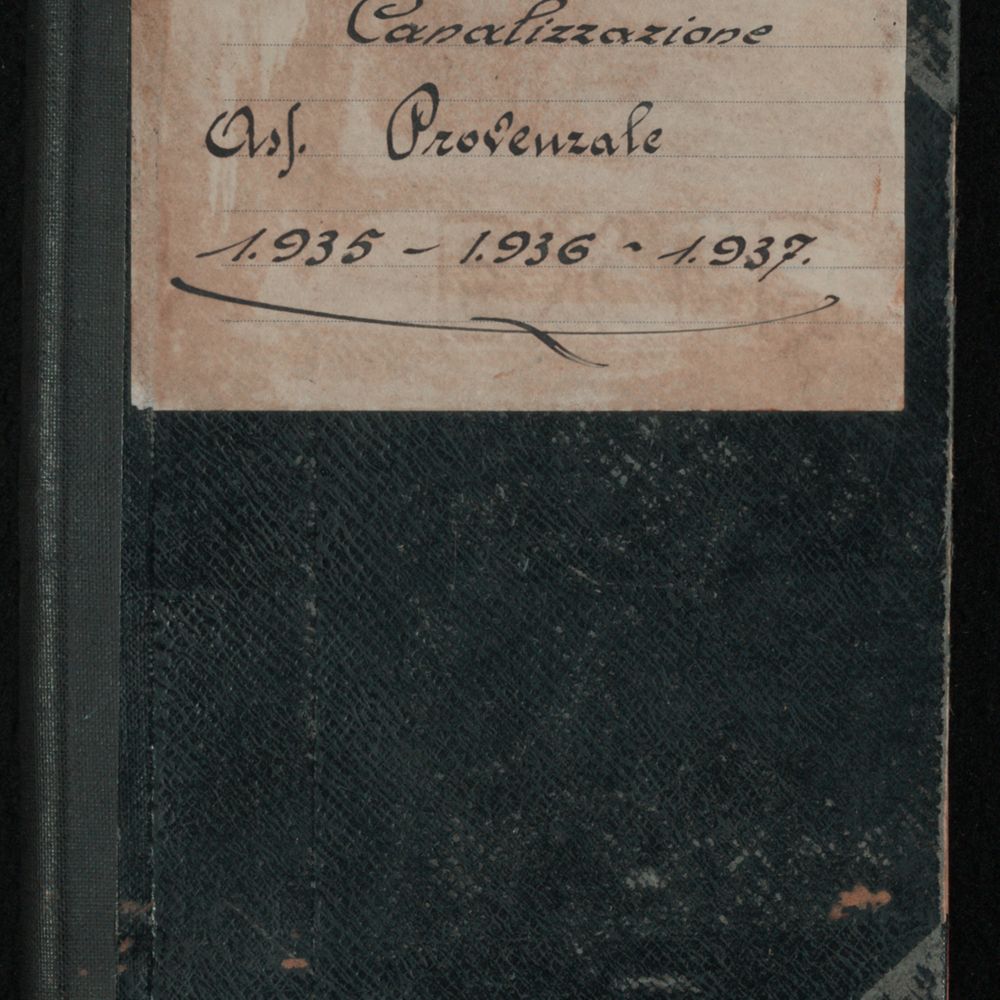 Canalizzazione
Ass. Provenzale
1.935 - 1.936 - 1.937.